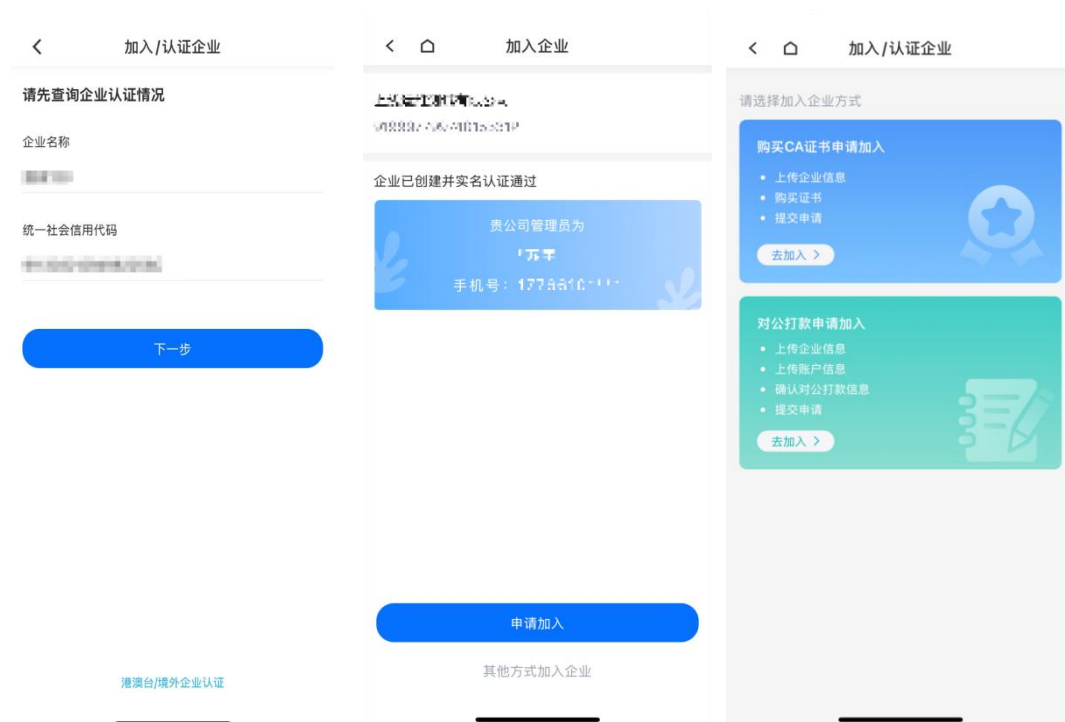 加入/认证企业
请先查询企业认证情况
企业名称
统一社会信用代码
下一步
港澳台/境外企业认证
加入企业
企业已创建并实名认证通过
贵公司管理员为
手机号：
申请加入
其他方式加入企业
加入/认证企业
请选择加入企业方式
购买CA证书申请加入
• 上传企业信息
• 购买证书
• 提交申请
去加入 >
对公打款申请加入
• 上传企业信息
• 上传账户信息
• 确认对公打款信息
• 提交申请
去加入 >